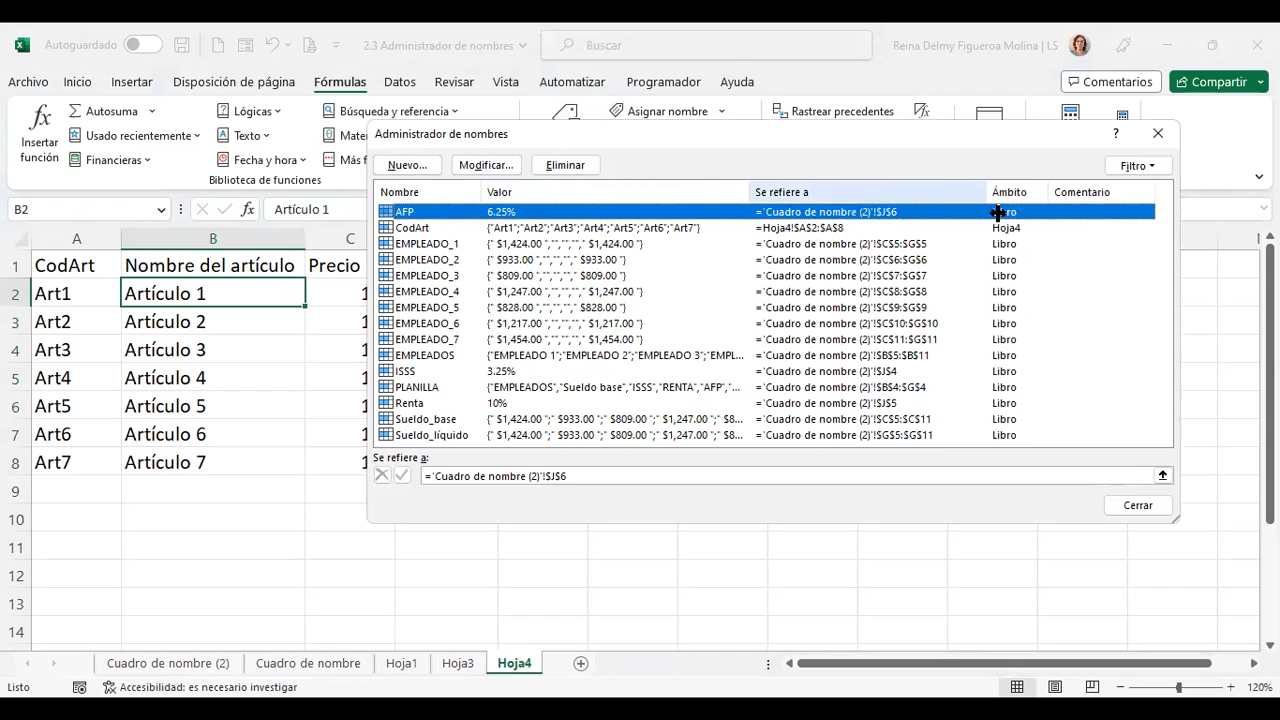 Autoguardado
2.3 Administrador de nombres
Buscar
Reina Delmy Figueroa Molina | LS
Archivo Inicio Insertar Disposición de página Fórmulas Datos Revisar Vista Automatizar Programador Ayuda
Comentarios
Compartir
Insertar función
Autosuma
Usado recientemente
Financieras
Lógicas
Texto
Fecha y hora
Búsqueda y referencia
Más f
Biblioteca de funciones
Asignar nombre
Rastrear precedentes
B2
Artículo 1
Administrador de nombres
?
Nuevo... Modificar... Eliminar Filtro
Nombre Valor Se refiere a Ámbito Comentario
AFP 6.25% ='Cuadro de nombre (2)'!$J$6
CodArt {"Art1";"Art2";"Art3";"Art4";"Art5";"Art6";"Art7"} =Hoja4!$A$2:$A$8 Hoja4
EMPLEADO_1 {" $1,424.00 ","","",""," $1,424.00 "} ='Cuadro de nombre (2)'!$C$5:$G$5 Libro
EMPLEADO_2 {" $933.00 ","","",""," $933.00 "} ='Cuadro de nombre (2)'!$C$6:$G$6 Libro
EMPLEADO_3 {" $809.00 ","","",""," $809.00 "} ='Cuadro de nombre (2)'!$C$7:$G$7 Libro
EMPLEADO_4 {" $1,247.00 ","","",""," $1,247.00 "} ='Cuadro de nombre (2)'!$C$8:$G$8 Libro
EMPLEADO_5 {" $828.00 ","","",""," $828.00 "} ='Cuadro de nombre (2)'!$C$9:$G$9 Libro
EMPLEADO_6 {" $1,217.00 ","","",""," $1,217.00 "} ='Cuadro de nombre (2)'!$C$10:$G$10 Libro
EMPLEADO_7 {" $1,454.00 ","","",""," $1,454.00 "} ='Cuadro de nombre (2)'!$C$11:$G$11 Libro
EMPLEADOS {"EMPLEADO 1";"EMPLEADO 2";"EMPLEADO 3";"EMPL... ='Cuadro de nombre (2)'!$B$5:$B$11 Libro
ISSS 3.25% ='Cuadro de nombre (2)'!$J$4 Libro
PLANILLA {"EMPLEADOS","Sueldo base","ISSS","RENTA","AFP",".. ='Cuadro de nombre (2)'!$B$4:$G$4 Libro
Renta 10% ='Cuadro de nombre (2)'!$J$5 Libro
Sueldo_base {" $1,424.00 ";" $933.00 ";" $809.00 ";" $1,247.00 ";" $8... ='Cuadro de nombre (2)'!$C$5:$C$11 Libro
Sueldo_líquido {" $1,424.00 ";" $933.00 ";" $809.00 ";" $1,247.00 ";" $8... ='Cuadro de nombre (2)'!$G$5:$G$11 Libro
Se refiere a:
='Cuadro de nombre (2)'!$J$6
Cerrar
A B C
1 CodArt Nombre del artículo Precio
2 Art1 Artículo 1 1
3 Art2 Artículo 2 1
4 Art3 Artículo 3 1
5 Art4 Artículo 4 1
6 Art5 Artículo 5 1
7 Art6 Artículo 6 1
8 Art7 Artículo 7 1
9
10
11
12
13
14
Cuadro de nombre (2) Cuadro de nombre Hoja1 Hoja3 Hoja4
Listo Accesibilidad: es necesario investigar 120%